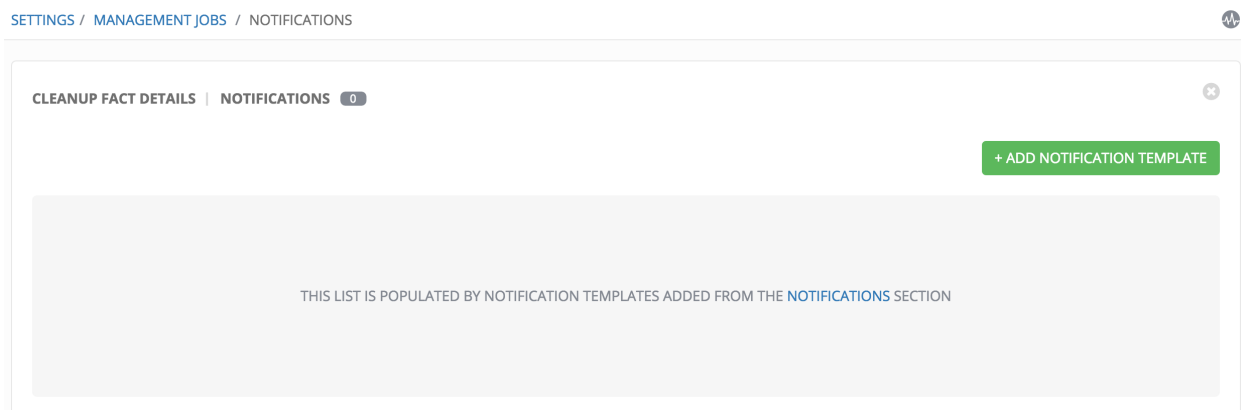 SETTINGS / MANAGEMENT JOBS / NOTIFICATIONS
CLEANUP FACT DETAILS | NOTIFICATIONS 0
+ ADD NOTIFICATION TEMPLATE
THIS LIST IS POPULATED BY NOTIFICATION TEMPLATES ADDED FROM THE NOTIFICATIONS SECTION